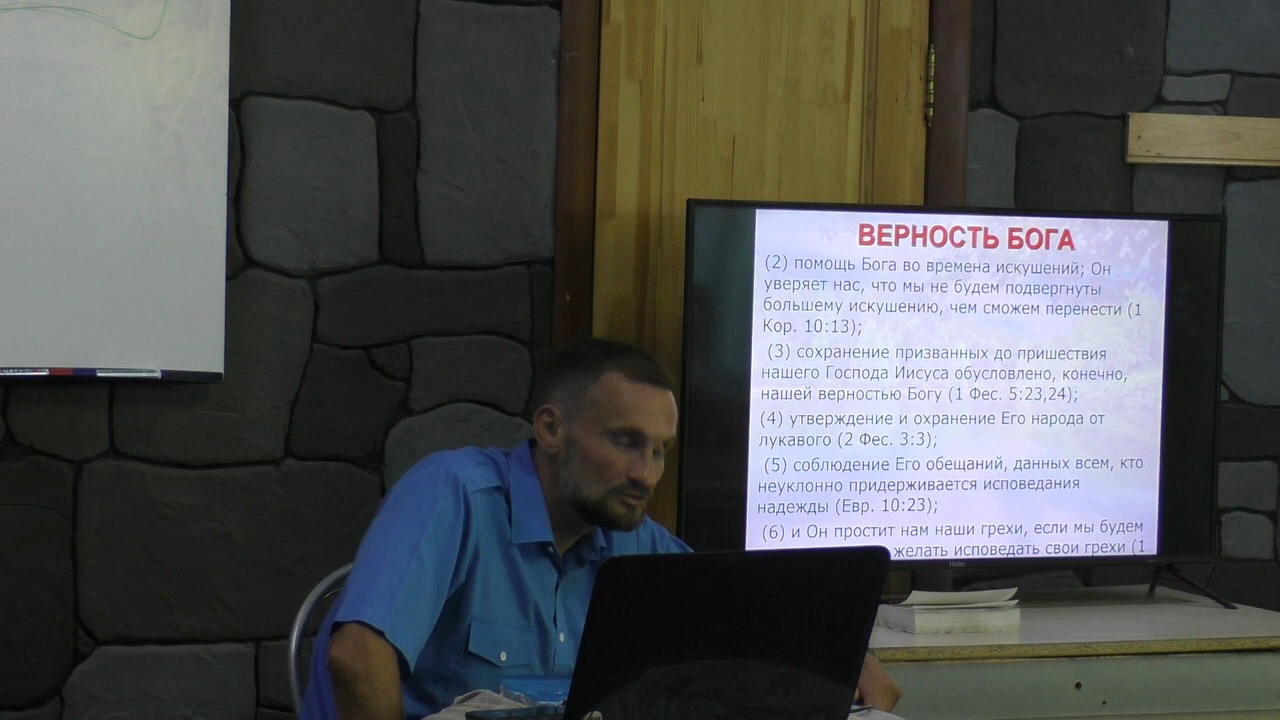 ВЕРНОСТЬ БОГА
(2) помощь Бога во времена искушений; Он
уверяет нас, что мы не будем подвергнуты
большему искушению, чем сможем перенести (1
Кор. 10:13);
(3) сохранение призванных до пришествия
нашего Господа Иисуса обусловлено, конечно,
нашей верностью Богу (1 Фес. 5:23,24);
(4) утверждение и охранение Его народа от
лукавого (2 Фес. 3:3);
(5) соблюдение Его обещаний, данных всем, кто
неуклонно придерживается исповедания
надежды (Евр. 10:23);
(6) и Он простит нам наши грехи, если мы будем
желать исповедать свои грехи (1
Haier
hp